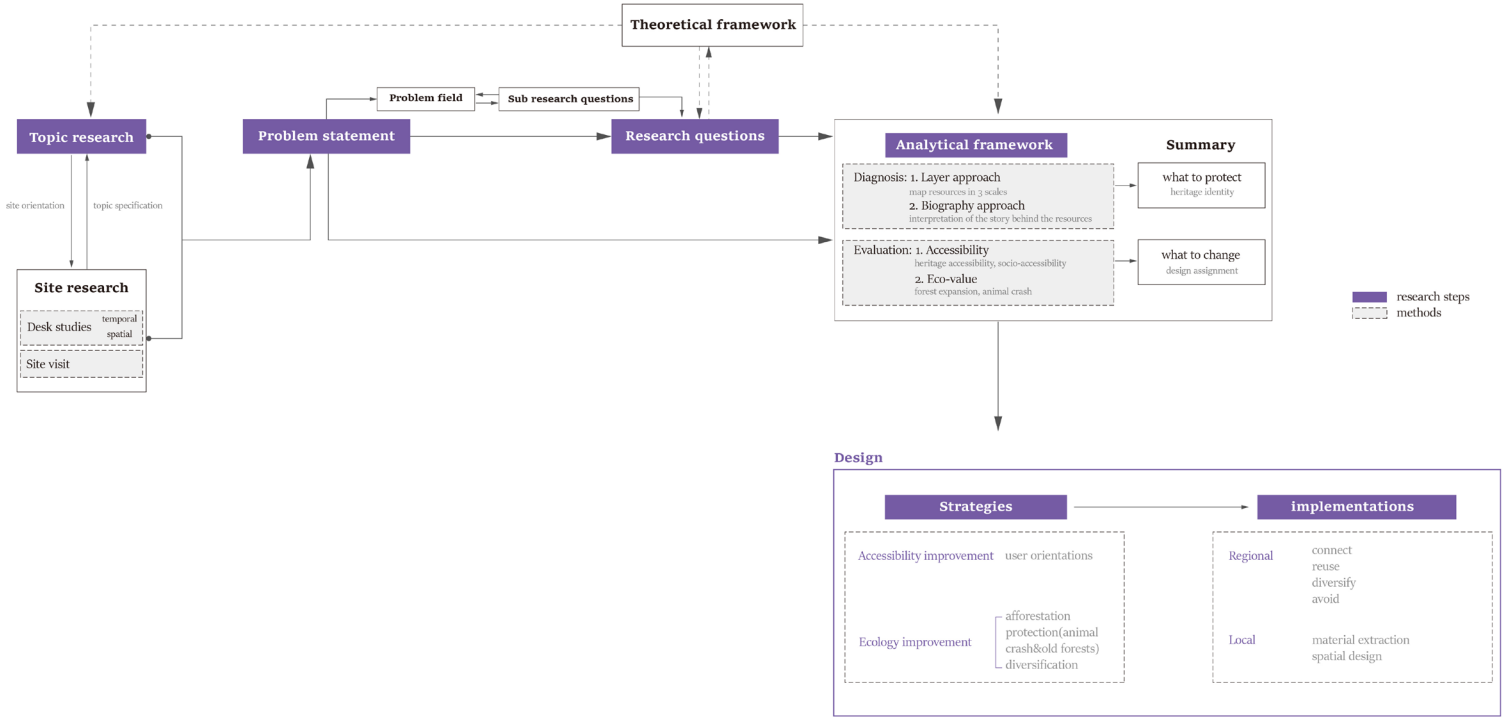 Theoretical framework
Problem field
Sub research questions
Topic research
Problem statement
Research questions
site orientation
topic specification
Site research
Desk studies
temporal
spatial
Site visit
Analytical framework
Summary
Diagnosis: 1. Layer approach
map resources in 3 scales
2. Biography approach
interpretation of the story behind the resources
what to protect
heritage identity
Evaluation: 1. Accessibility
heritage accessibility, socio-accessibility
2. Eco-value
forest expansion, animal crash
what to change
design assignment
research steps
methods
Design
Strategies
implementations
Accessibility improvement
user orientations
Ecology improvement
afforestation
protection(animal
crash&old forests)
diversification
Regional
connect
reuse
diversify
avoid
Local
material extraction
spatial design